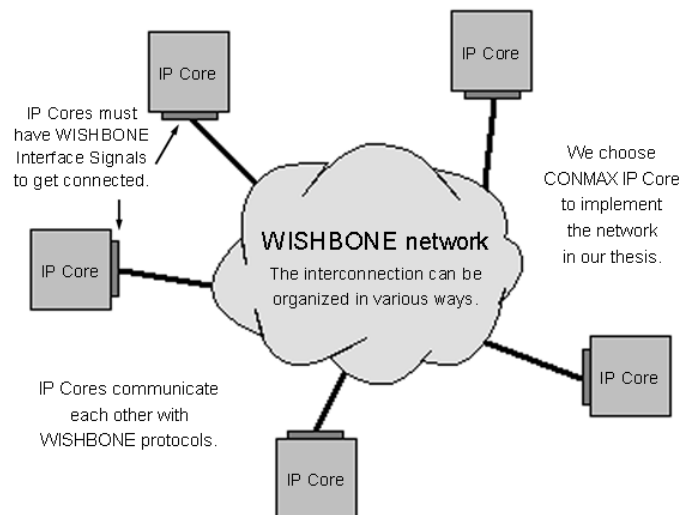 IP Core
IP Core
IP Cores must
have WISHBONE
Interface Signals
to get connected.
We choose
CONMAX IP Core
to implement
the network
in our thesis.
WISHBONE network
The interconnection can be
organized in various ways.
IP Core
IP Core
IP Cores communicate
each other with
WISHBONE protocols.
IP Core